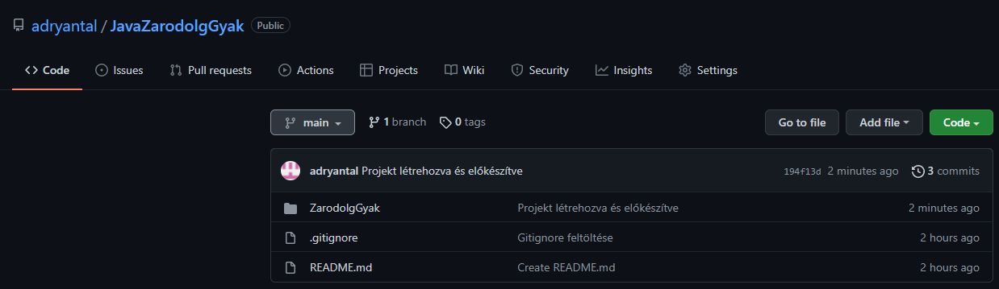 adryantal / JavaZarodolgGyak Public
Code Issues Pull requests Actions Projects Wiki Security Insights Settings
main 1 branch 0 tags Go to file Add file Code
adryantal Projekt létrehozva és előkészítve 194f13d 2 minutes ago 3 commits
ZarodolgGyak Projekt létrehozva és előkészítve 2 minutes ago
.gitignore Gitignore feltöltése 2 hours ago
README.md Create README.md 2 hours ago